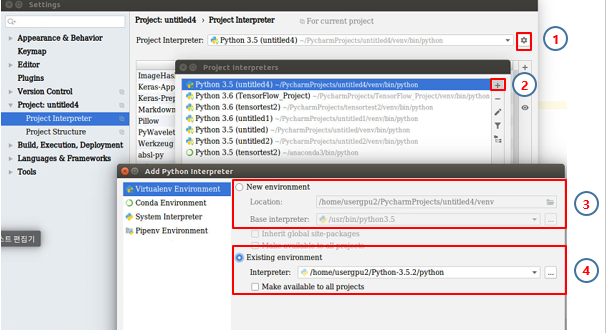 Settings
Project: untitled4 › Project Interpreter
For current project
Project Interpreter:
Python 3.5 (untitled4) ~/PycharmProjects/untitled4/venv/bin/python
1
Appearance & Behavior
Keymap
Editor
Plugins
Version Control
Project: untitled4
Project Interpreter
Project Structure
Build, Execution, Deployment
Languages & Frameworks
Tools
ImageHas
Keras-App
Keras-Prep
Markdown
Pillow
PyWavelet
Werkzeug
absl-py
Project Interpreters
Python 3.5 (untitled4) ~/PycharmProjects/untitled4/venv/bin/python
Python 3.6 (TensorFlow_Project) ~/PycharmProjects/TensorFlow_Project/venv/bin/python
Python 3.6 (tensortest2) ~/PycharmProjects/tensortest2/venv/bin/python
Python 3.6 (untitled1) ~/PycharmProjects/untitled1/venv/bin/python
Python 3.5 (untitled) ~/PycharmProjects/untitled/venv/bin/python
Python 3.5 (untitled2) ~/PycharmProjects/untitled2/venv/bin/python
Python 3.5 (tensortest2) ~/anaconda3/bin/python
2
Add Python Interpreter
Virtualenv Environment
Conda Environment
System Interpreter
Pipenv Environment
New environment
Location:
/home/usergpu2/PycharmProjects/untitled4/venv
Base interpreter:
/usr/bin/python3.5
...
3
Inherit global site-packages
Make available to all projects
Existing environment
Interpreter:
/home/usergpu2/Python-3.5.2/python
...
Make available to all projects
4
스트 편집기